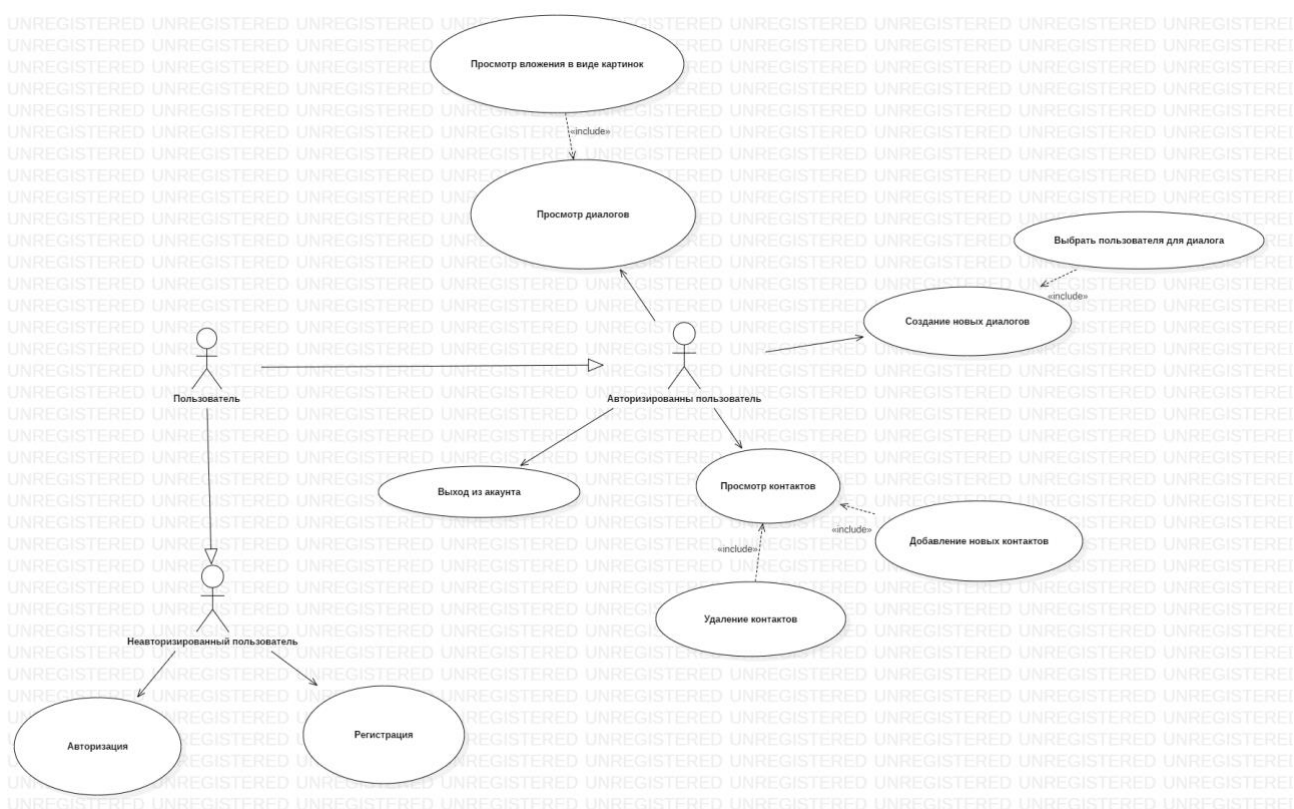 Просмотр вложения в виде картинок
«include»
Просмотр диалогов
Выбрать пользователя для диалога
«include»
Создание новых диалогов
Пользователь
Авторизированны пользователь
Выход из акаунта
Просмотр контактов
«include»
Добавление новых контактов
«include»
Удаление контактов
Неавторизированный пользователь
Авторизация
Регистрация
UNREGISTERED